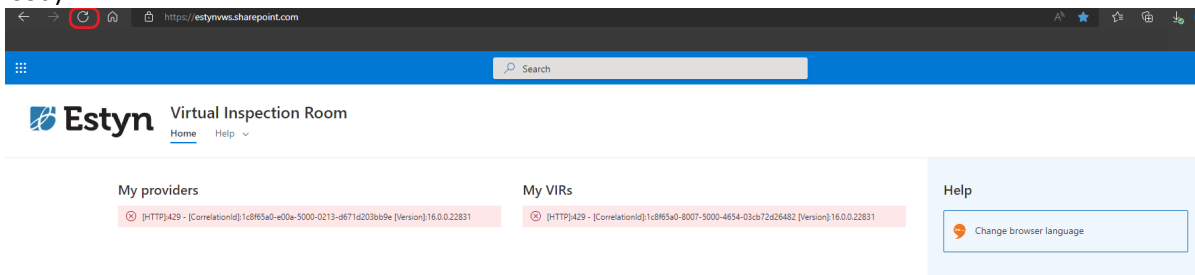 https://estynvws.sharepoint.com
Search
Estyn
Virtual Inspection Room
Home Help
My providers
[HTTP]:429 - [CorrelationId]:1c8f65a0-e00a-5000-0213-d671d203bb9e [Version]:16.0.0.22831
My VIRs
[HTTP]:429 - [CorrelationId]:1c8f65a0-8007-5000-4654-03cb72d26482 [Version]:16.0.0.22831
Help
Change browser language